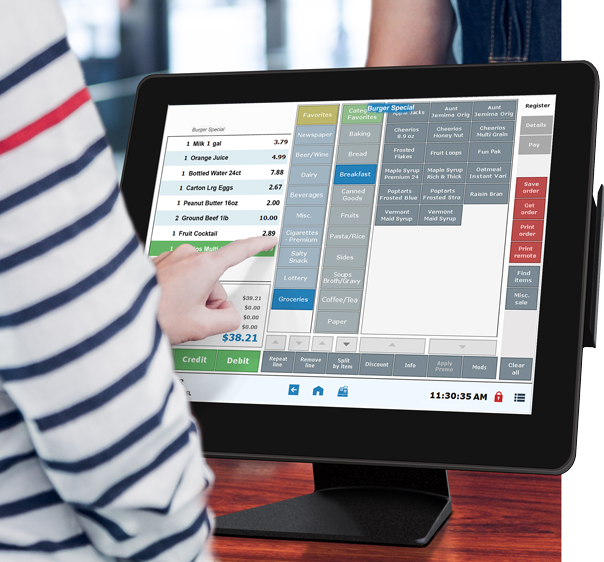 Burger Special
1 Milk 1 gal 3.79
1 Orange Juice 4.99
1 Bottled Water 24ct 7.88
1 Carton Lrg Eggs 2.67
1 Peanut Butter 16oz 2.00
2 Ground Beef 1lb 10.00
1 Fruit Cocktail 2.89
$38.21
$0.00
$0.00
$0.00
$38.21
Credit Debit
Favorites
Newspaper
Beer/Wine
Dairy
Beverages
Misc.
Cigarettes - Premium
Salty Snack
Lottery
Groceries
Favorites
Baking
Bread
Breakfast
Canned Goods
Fruits
Pasta/Rice
Sides
Soups Broth/Gravy
Coffee/Tea
Paper
Burger Special
Jacks
Aunt Jemima Orig
Aunt Jemima Orig
Cheerios 8.9 oz
Cheerios Honey Nut
Cheerios Multi Grain
Frosted Flakes
Fruit Loops
Fun Pak
Maple Syrup Premium 24
Maple Syrup Rich & Thick
Oatmeal Instant Vari
Poptarts Frosted Blue
Poptarts Frosted Stra
Raisin Bran
Vermont Maid Syrup
Vermont Maid Syrup
Register
Details
Pay
Save order
Get order
Print order
Print remote
Find items
Misc. sale
Repeat line
Remove line
Split by item
Discount
Info
Apply Promo
Mods
Clear all
11:30:35 AM